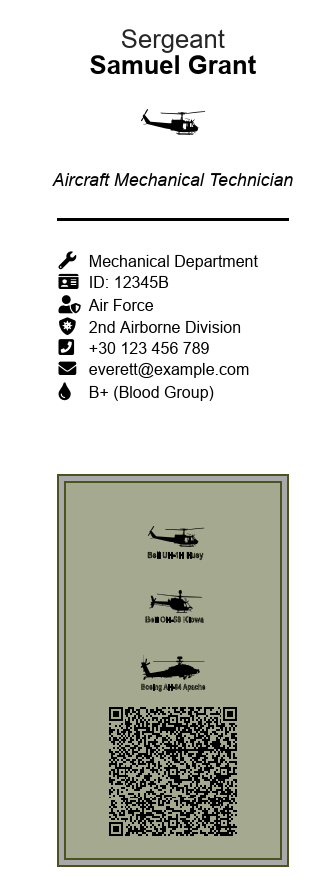 Sergeant
Samuel Grant
Aircraft Mechanical Technician
Mechanical Department
ID: 12345B
Air Force
2nd Airborne Division
+30 123 456 789
everett@example.com
B+ (Blood Group)
Bell UH-1H Huey
Bell OH-58 Kiowa
Boeing AH-64 Apache